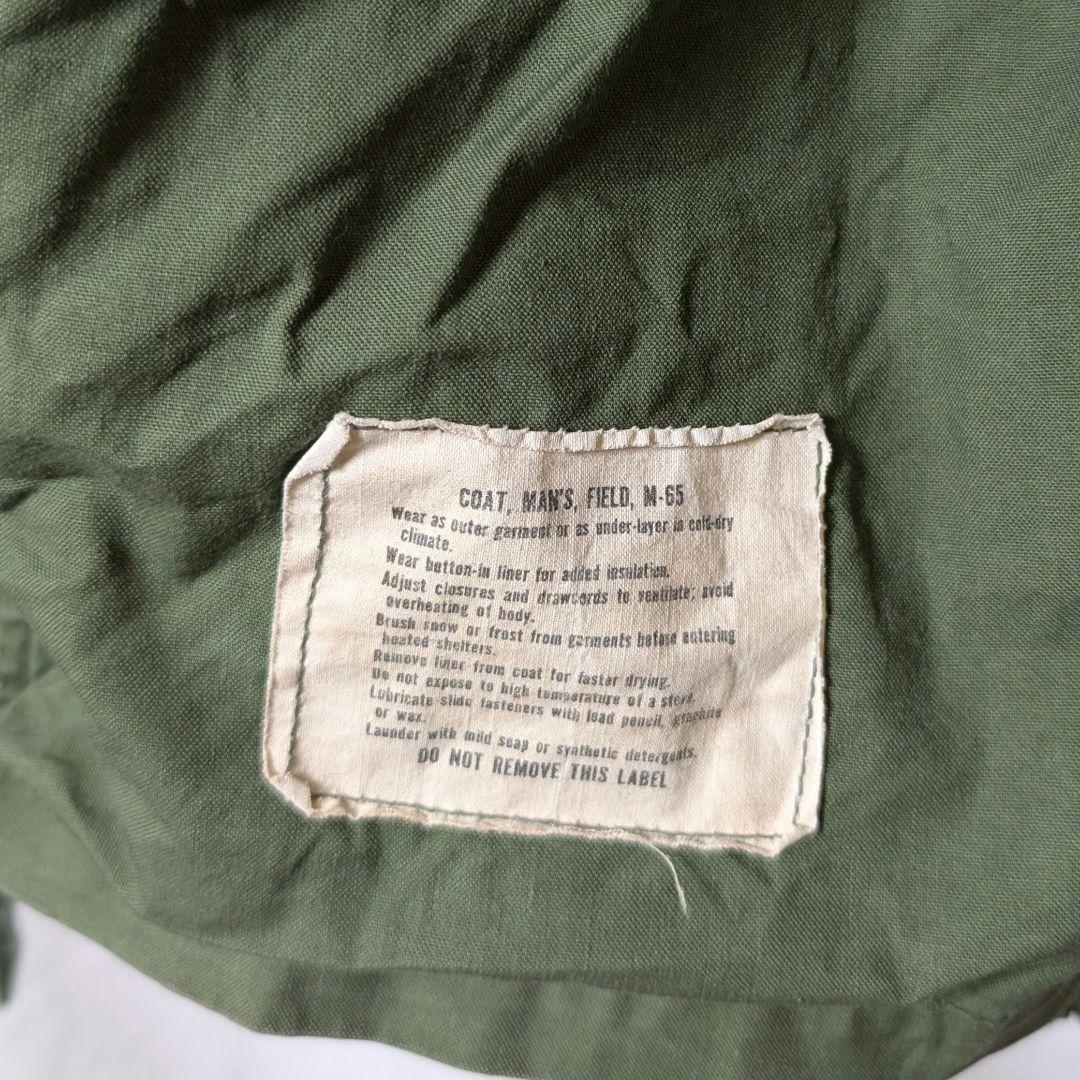 COAT, MAN'S, FIELD, M-65
Wear as outer garment or as under-layer in cold-dry
climate.
Wear button-in liner for added insulation.
Adjust closures and drawcords to ventilate; avoid
overheating of body.
Brush snow or frost from garments before entering
heated shelters.
Remove liner from coat for faster drying.
Do not expose to high temperature of a stove.
Lubricate slide fasteners with lead pencil, graphite
or wax.
Launder with mild soap or synthetic detergents.
DO NOT REMOVE THIS LABEL